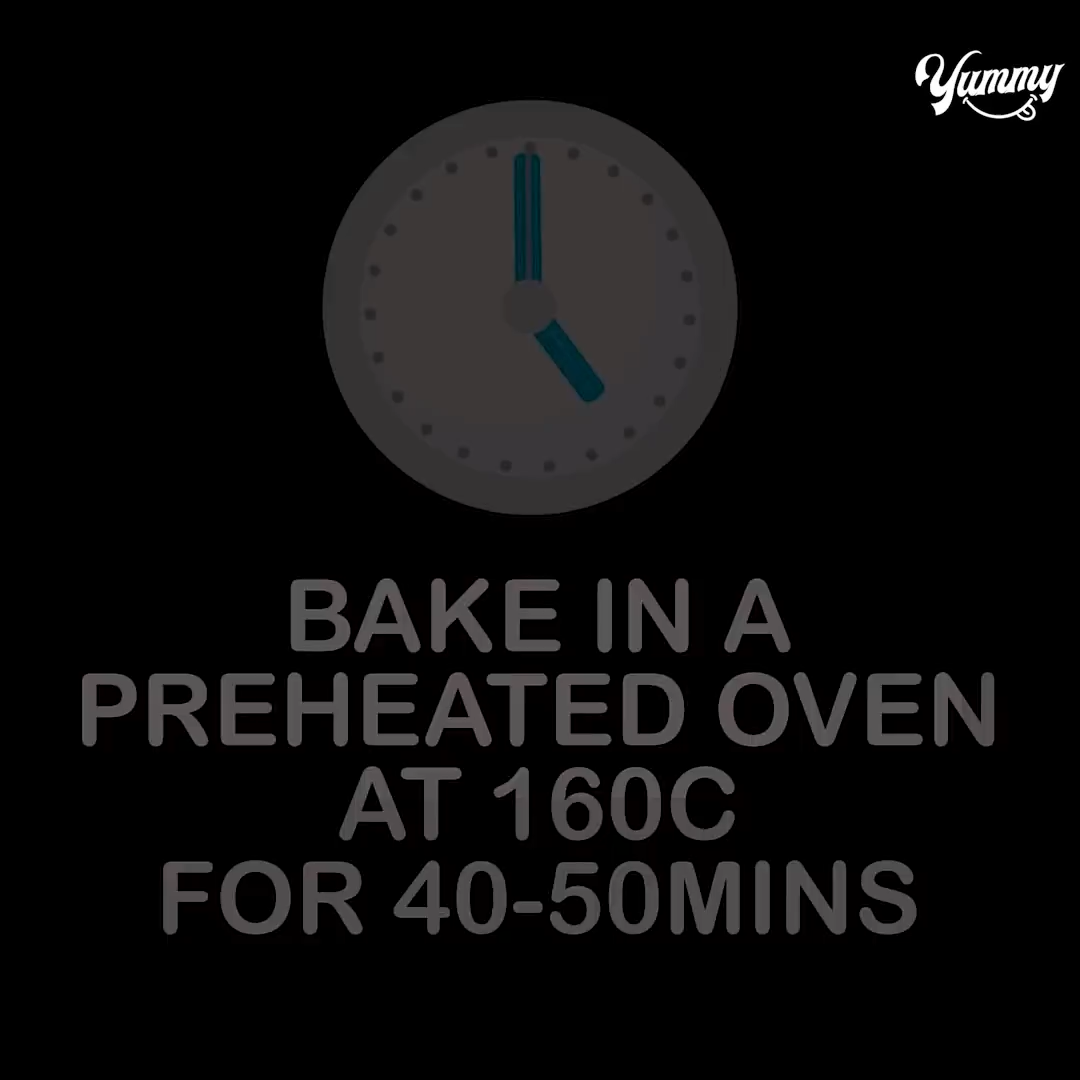 Yummy
BAKE IN A
PREHEATED OVEN
AT 160C
FOR 40-50MINS